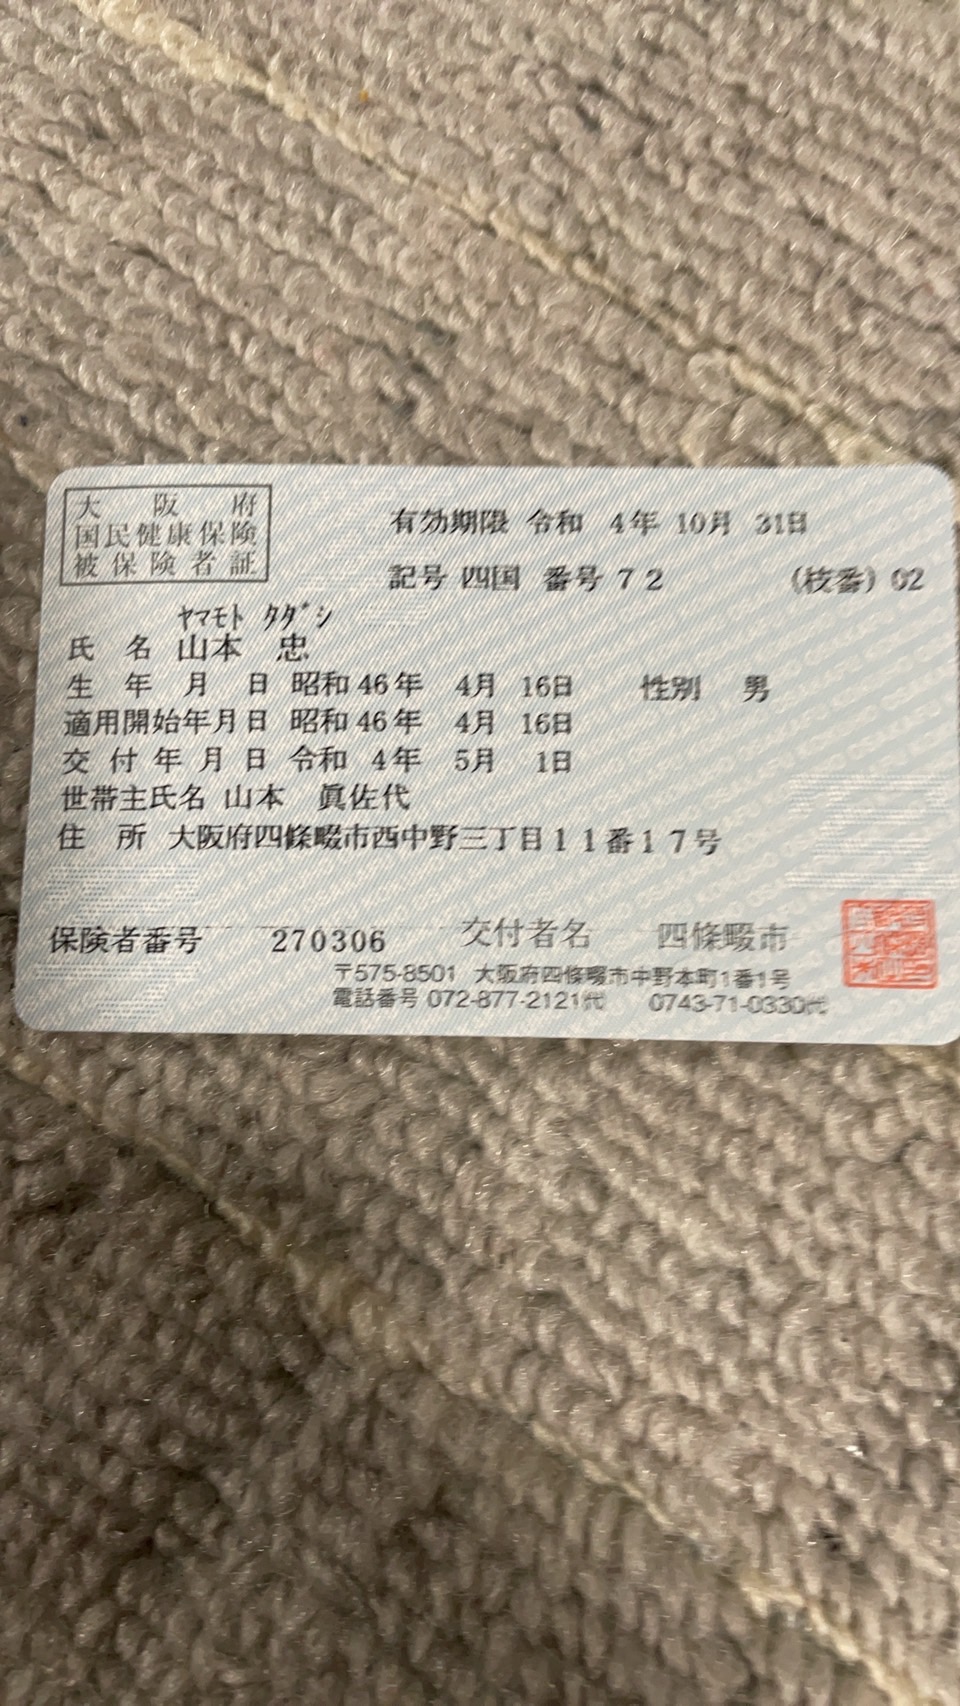 大阪府
国民健康保険
被保険者証
有効期限 令和 4年 10月 31日
記号 四国 番号 72 (枝番) 02
ヤマモト タダシ
氏名 山本 忠
生年月日 昭和46年 4月 16日 性別 男
適用開始年月日 昭和46年 4月 16日
交付年月日 令和 4年 5月 1日
世帯主氏名 山本 眞佐代
住所 大阪府四條畷市西中野三丁目11番17号
保険者番号 270306 交付者名 四條畷市
〒575-8501 大阪府四條畷市中野本町1番1号
電話番号 072-877-2121代 0743-71-0330代